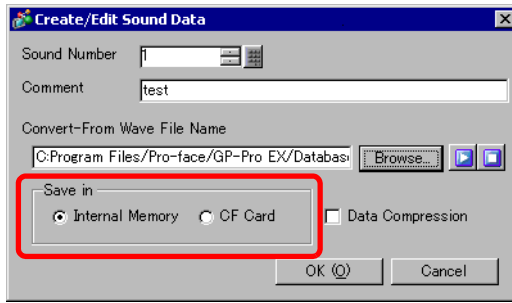 Create/Edit Sound Data
Sound Number 1
Comment test
Convert-From Wave File Name
C:Program Files/Pro-face/GP-Pro EX/Databas Browse...
Save in
Internal Memory CF Card Data Compression
OK (O) Cancel